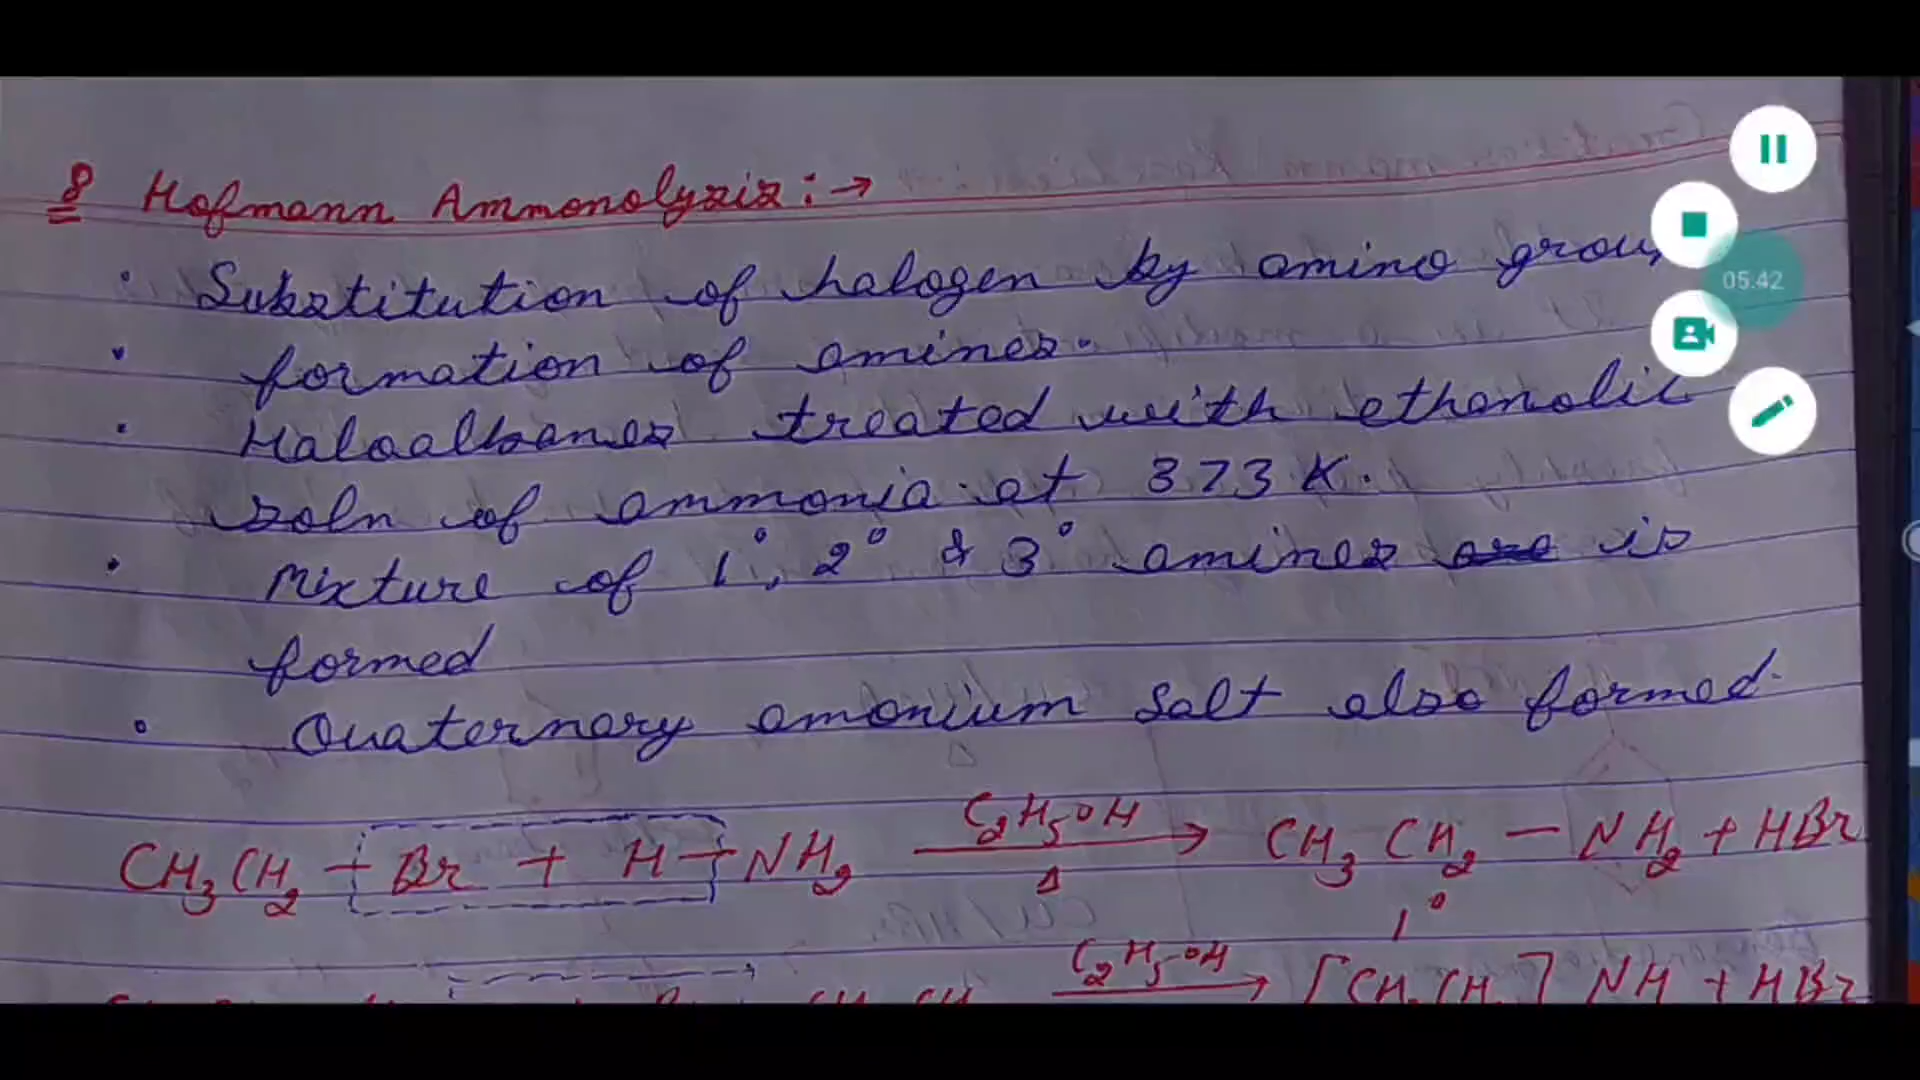 8 Hofmann Ammonolysis :→
• Substitution of halogen by amino grou
• formation of amines.
• Haloalkanes treated with ethanolic
soln of ammonia at 373 K.
• Mixture of 1°, 2° & 3° amines is
formed
• Quaternary amonium salt also formed.
C₂H₅OH
CH₃CH₂ - Br + H - NH₂ → CH₃CH₂ - NH₂ + HBr
Δ
1°
C₂H₅OH
→ [CH₃CH₂] NH + HBr
05:42